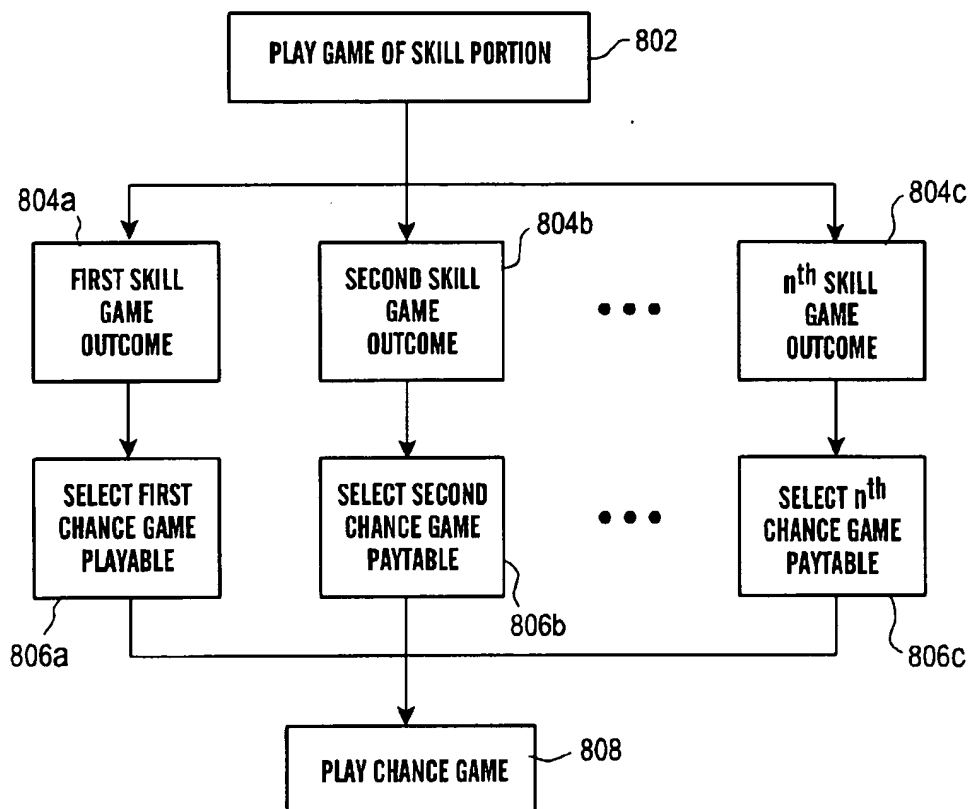 PLAY GAME OF SKILL PORTION
802
804a
804b
804c
FIRST SKILL
GAME
OUTCOME
SECOND SKILL
GAME
OUTCOME
nth SKILL
GAME
OUTCOME
SELECT FIRST
CHANCE GAME
PLAYABLE
SELECT SECOND
CHANCE GAME
PAYTABLE
SELECT nth
CHANCE GAME
PAYTABLE
806a
806b
806c
PLAY CHANCE GAME
808